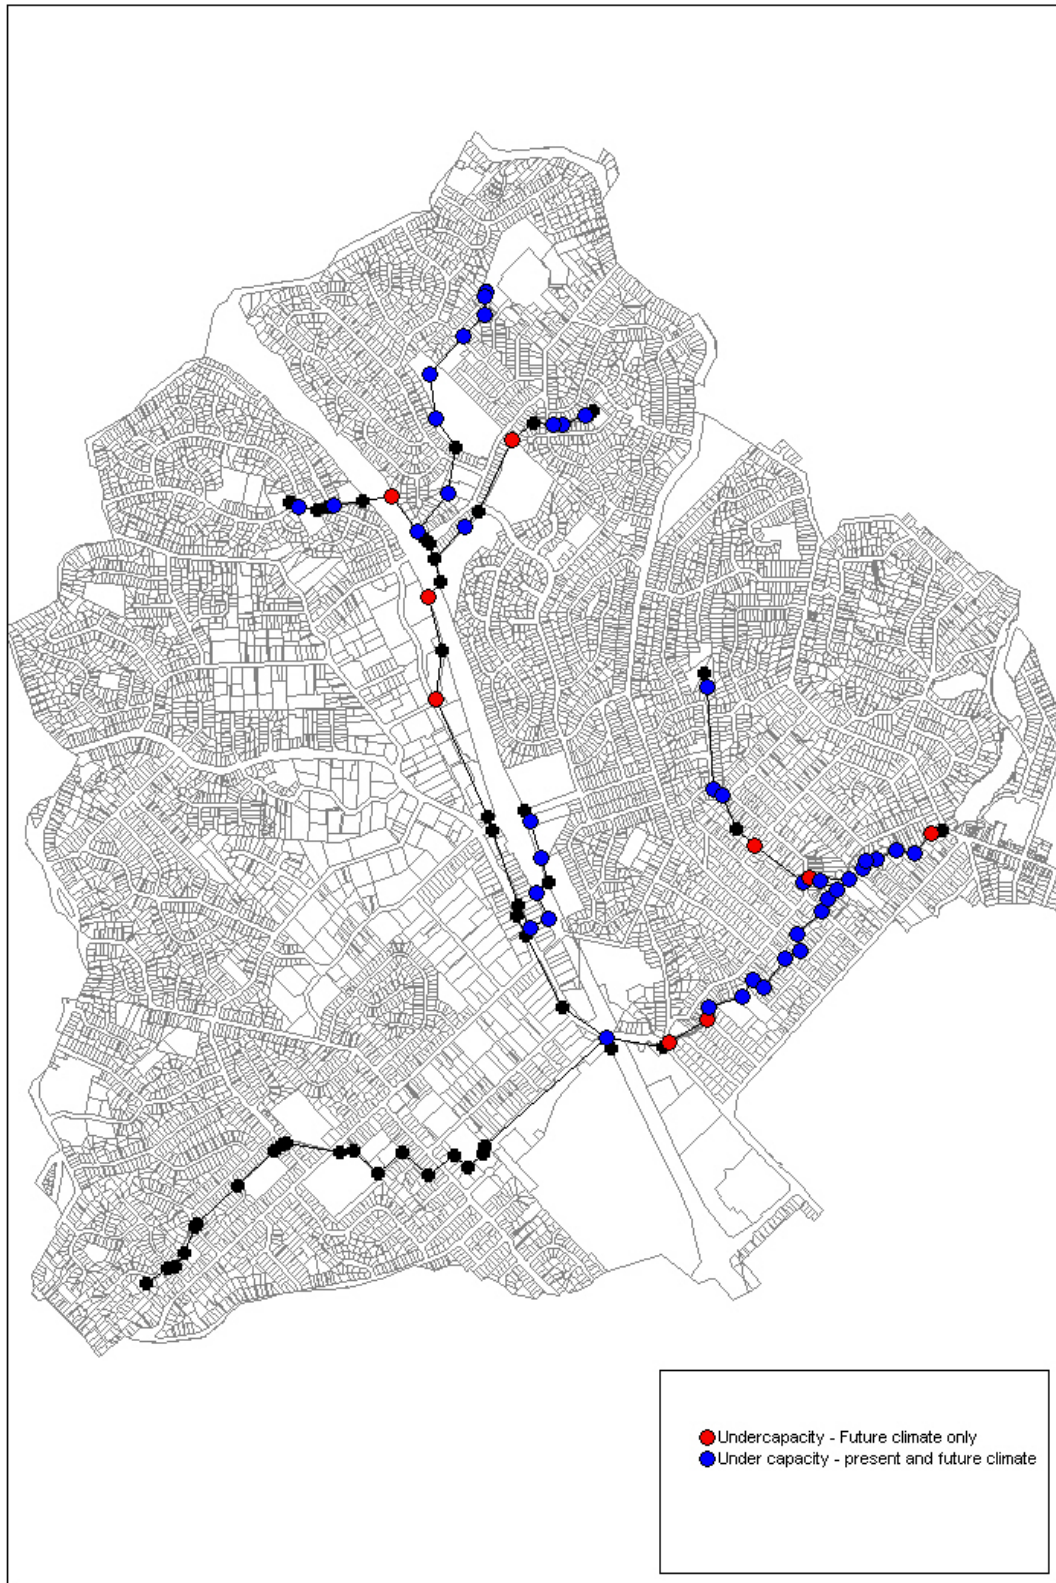 Undercapacity - Future climate only
Under capacity - present and future climate